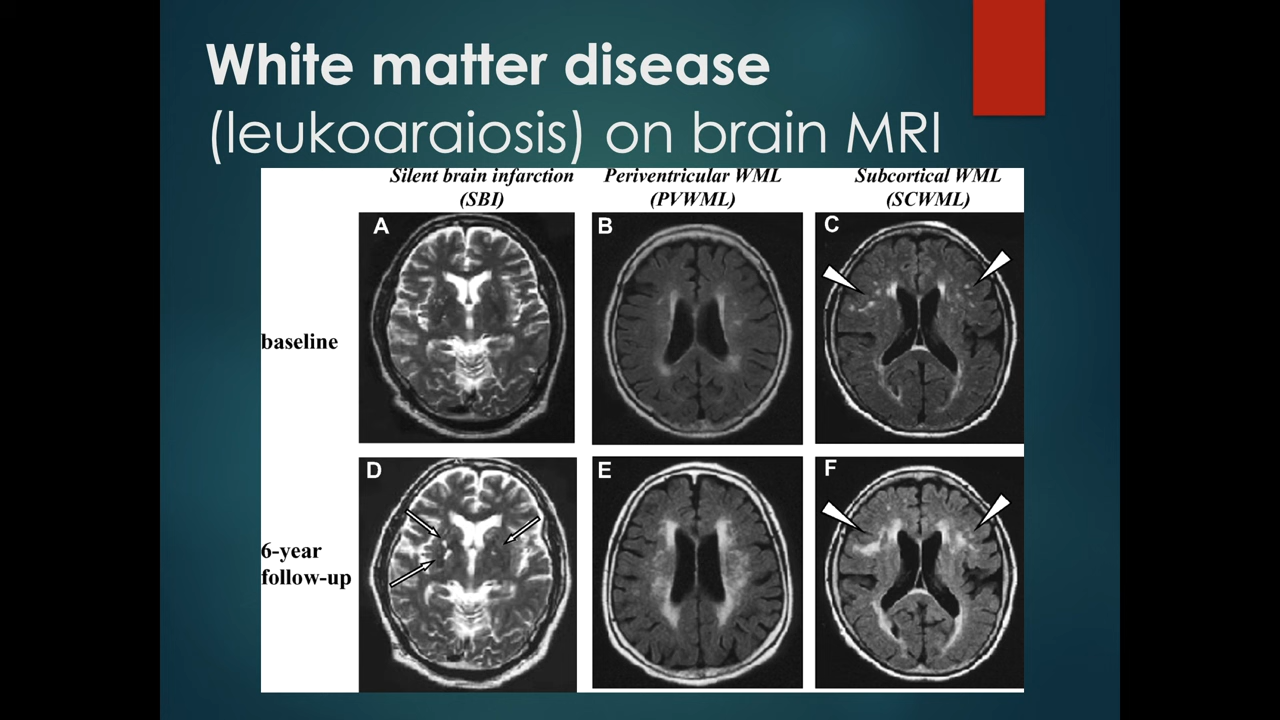 White matter disease
(leukoaraiosis) on brain MRI
Silent brain infarction
(SBI)
Periventricular WML
(PVWML)
Subcortical WML
(SCWML)
A
B
C
baseline
D
E
F
6-year
follow-up